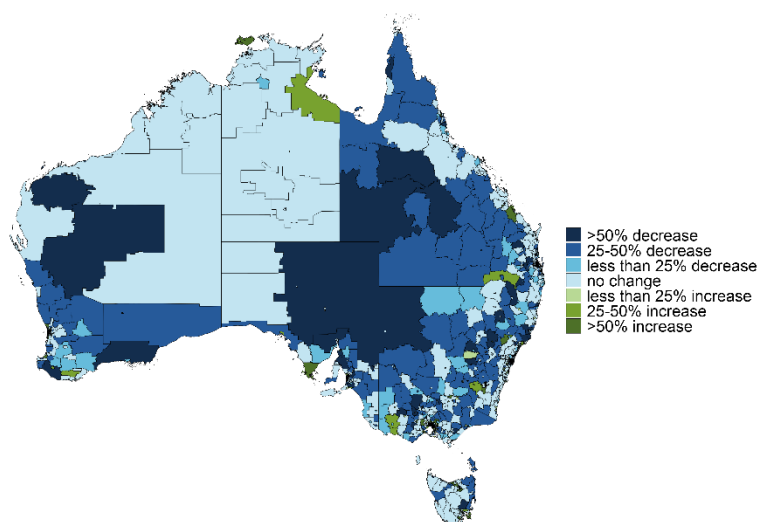 >50% decrease
25-50% decrease
less than 25% decrease
no change
less than 25% increase
25-50% increase
>50% increase